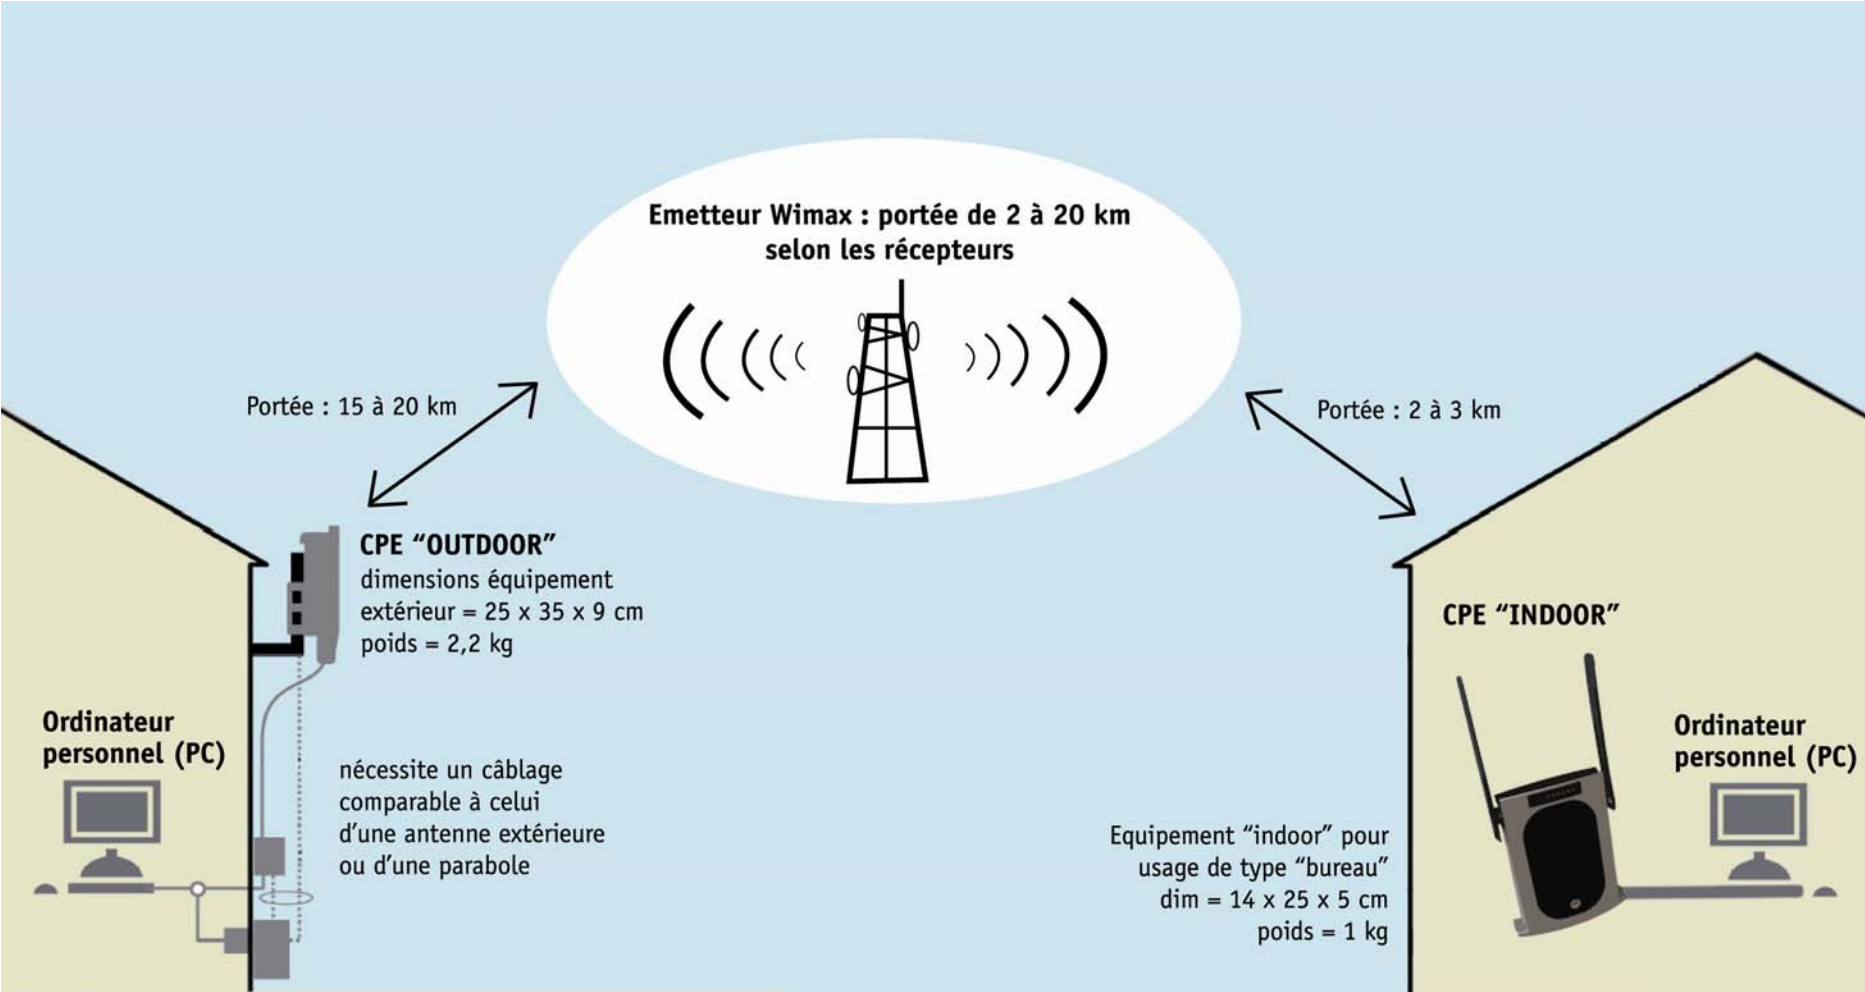 Emetteur Wimax : portée de 2 à 20 km
selon les récepteurs
Portée : 15 à 20 km
Portée : 2 à 3 km
CPE “OUTDOOR”
dimensions équipement
extérieur = 25 x 35 x 9 cm
poids = 2,2 kg
CPE “INDOOR”
Ordinateur
personnel (PC)
nécessite un câblage
comparable à celui
d’une antenne extérieure
ou d’une parabole
Ordinateur
personnel (PC)
Equipement “indoor” pour
usage de type “bureau”
dim = 14 x 25 x 5 cm
poids = 1 kg